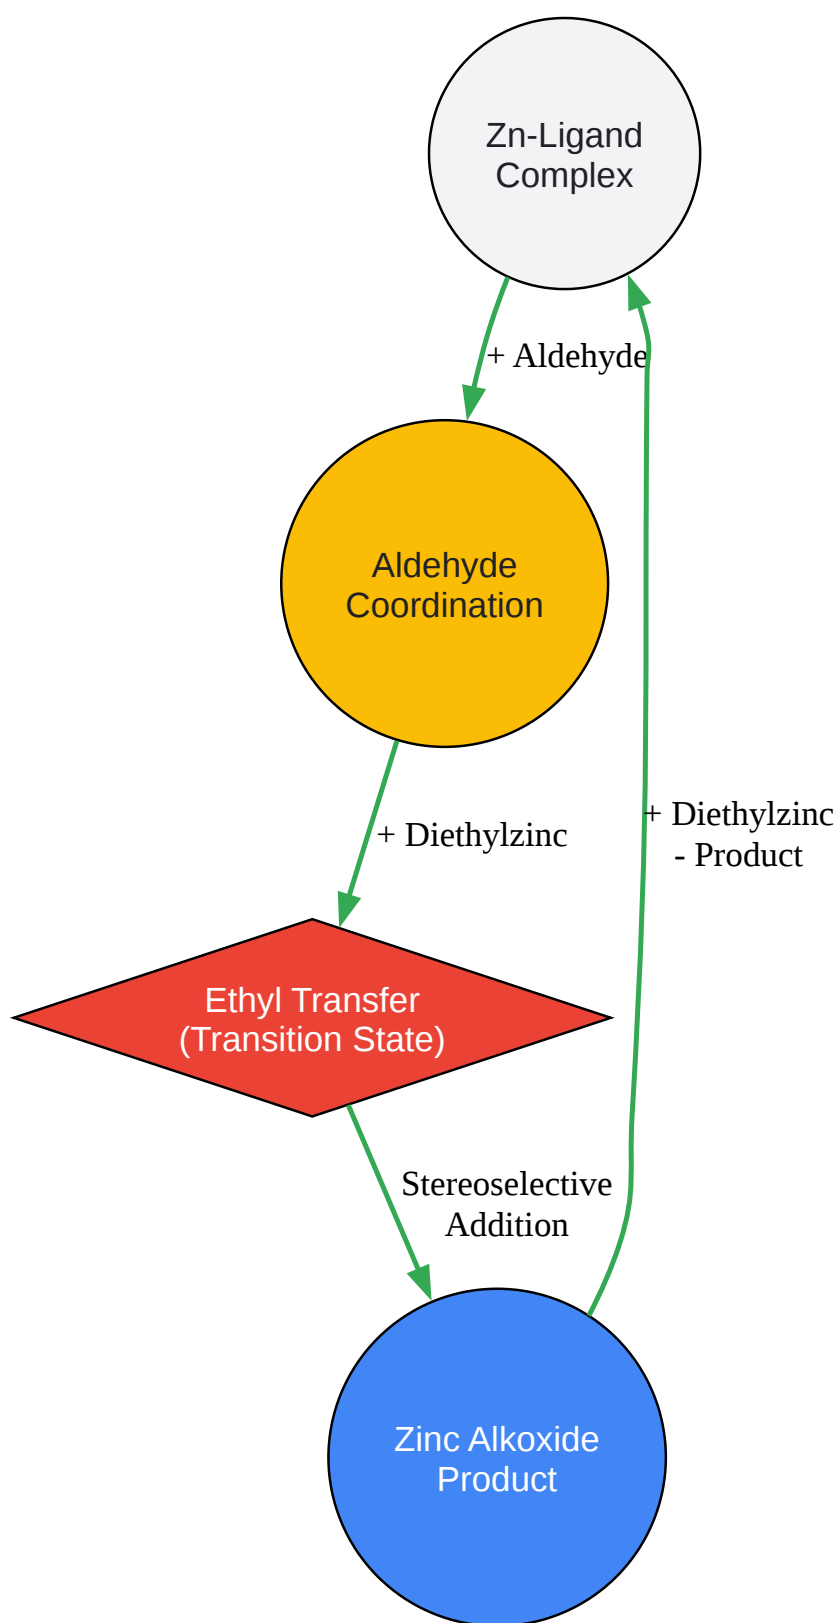 Zn-Ligand
Complex
+ Aldehyde
Aldehyde
Coordination
+ Diethylzinc
- Product
+ Diethylzinc
Ethyl Transfer
(Transition State)
Stereoselective
Addition
Zinc Alkoxide
Product